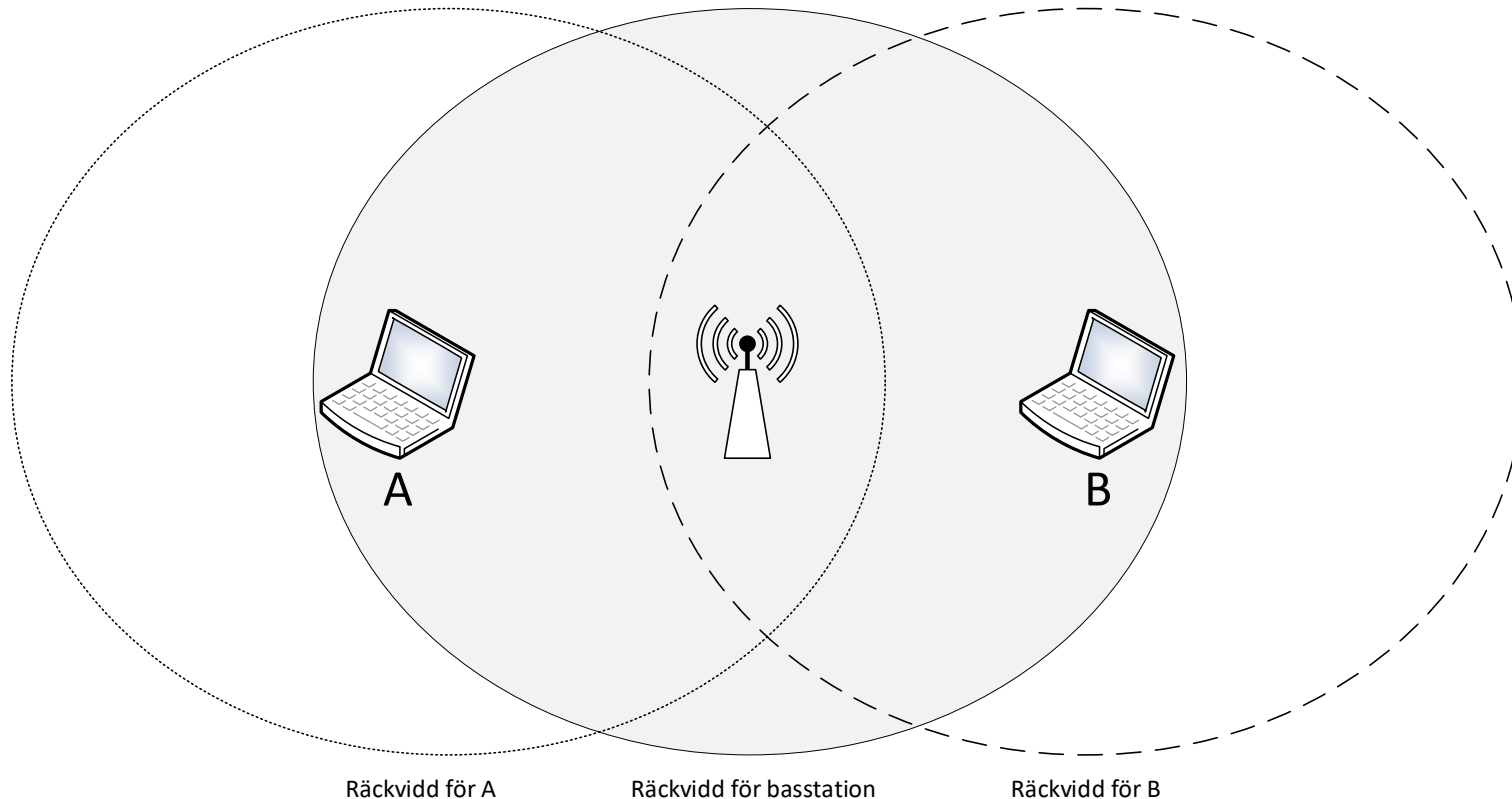 A
B
Räckvidd för A
Räckvidd för basstation
Räckvidd för B